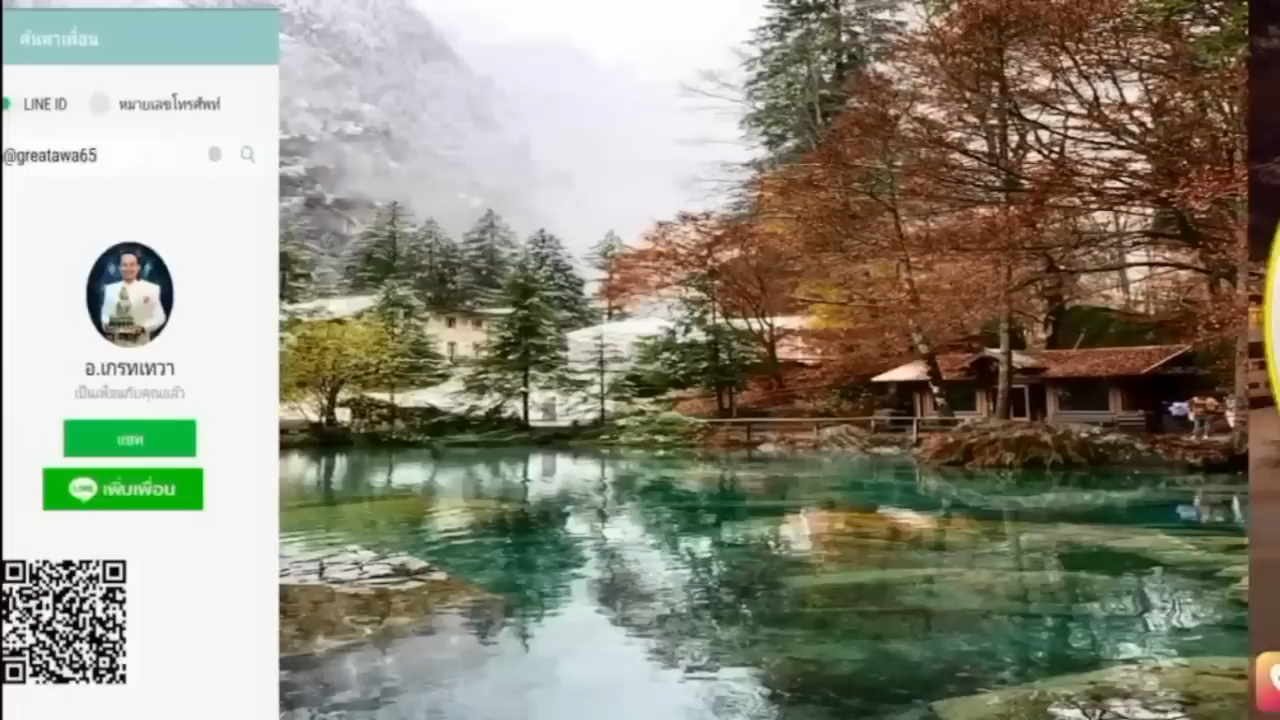 ค้นหาเพื่อน
LINE ID หมายเลขโทรศัพท์
@greatawa65
อ.เกรทเทวา
เป็นเพื่อนกับคุณแล้ว
แชท
LINE เพิ่มเพื่อน